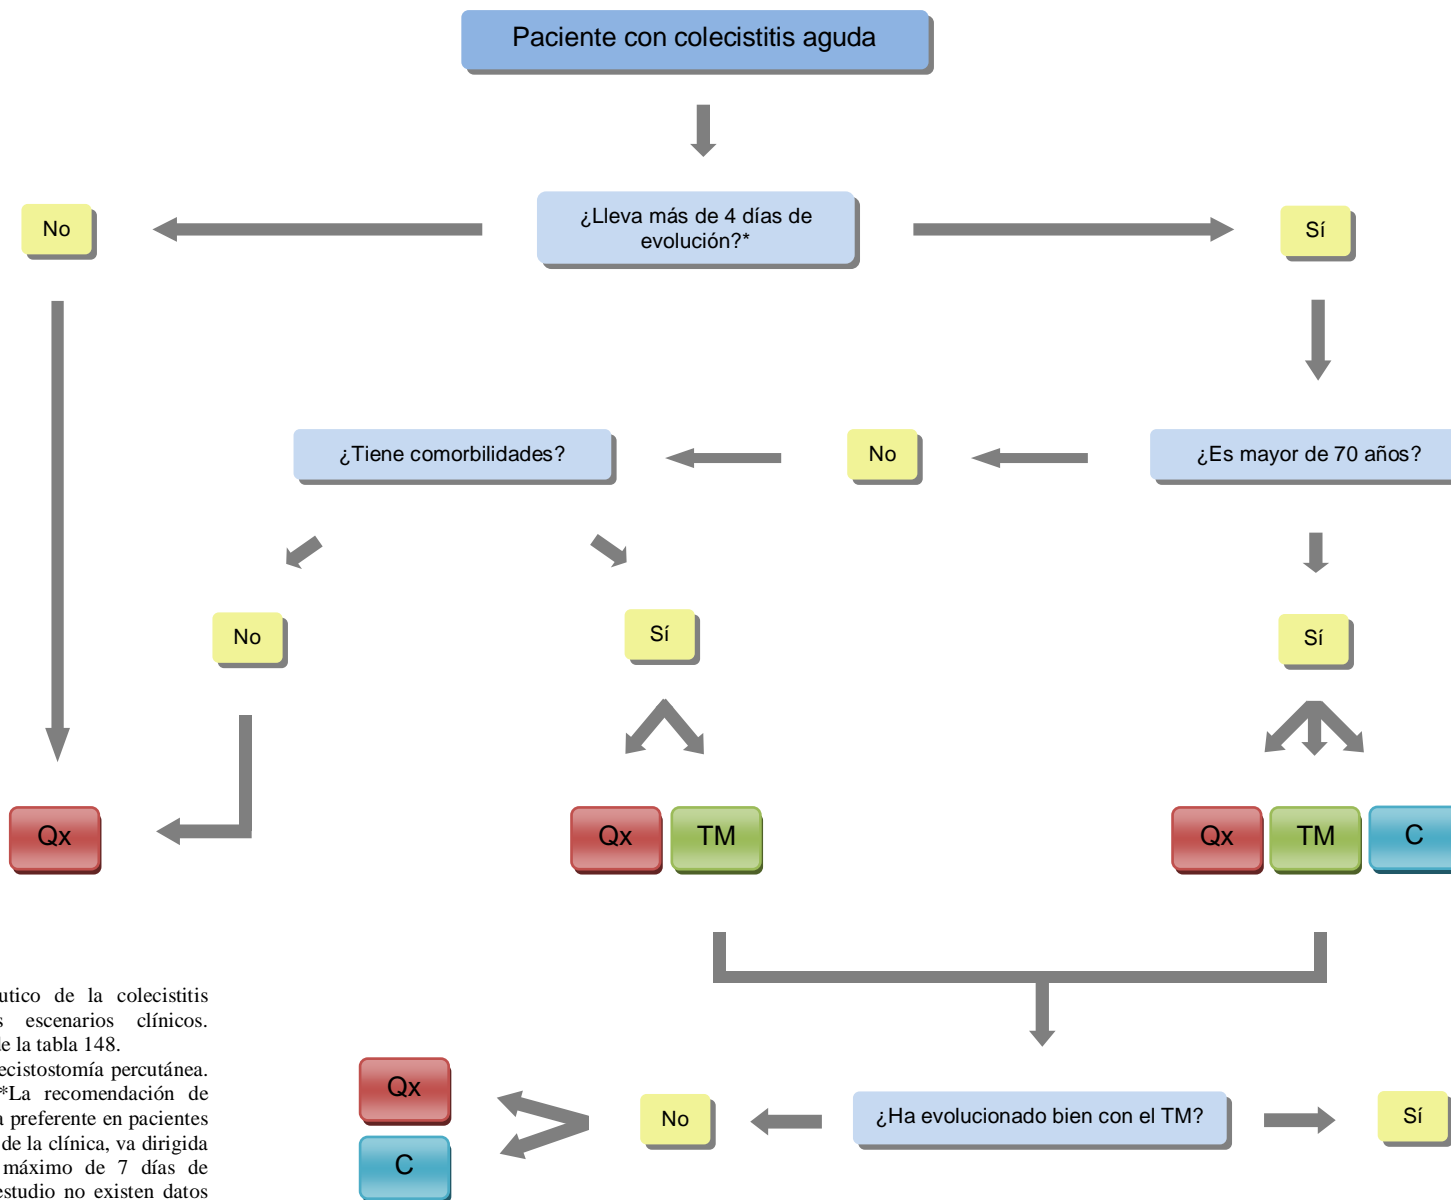 Paciente con colecistitis aguda
No
¿Lleva más de 4 días de
evolución?*
Sí
¿Tiene comorbilidades?
No
¿Es mayor de 70 años?
No
Sí
Sí
Qx
Qx
TM
Qx
TM
C
utico de la colecistitis
s escenarios clínicos.
de la tabla 148.
ecistostomía percutánea.
*La recomendación de
a preferente en pacientes
de la clínica, va dirigida
máximo de 7 días de
estudio no existen datos
Qx
C
No
¿Ha evolucionado bien con el TM?
Sí